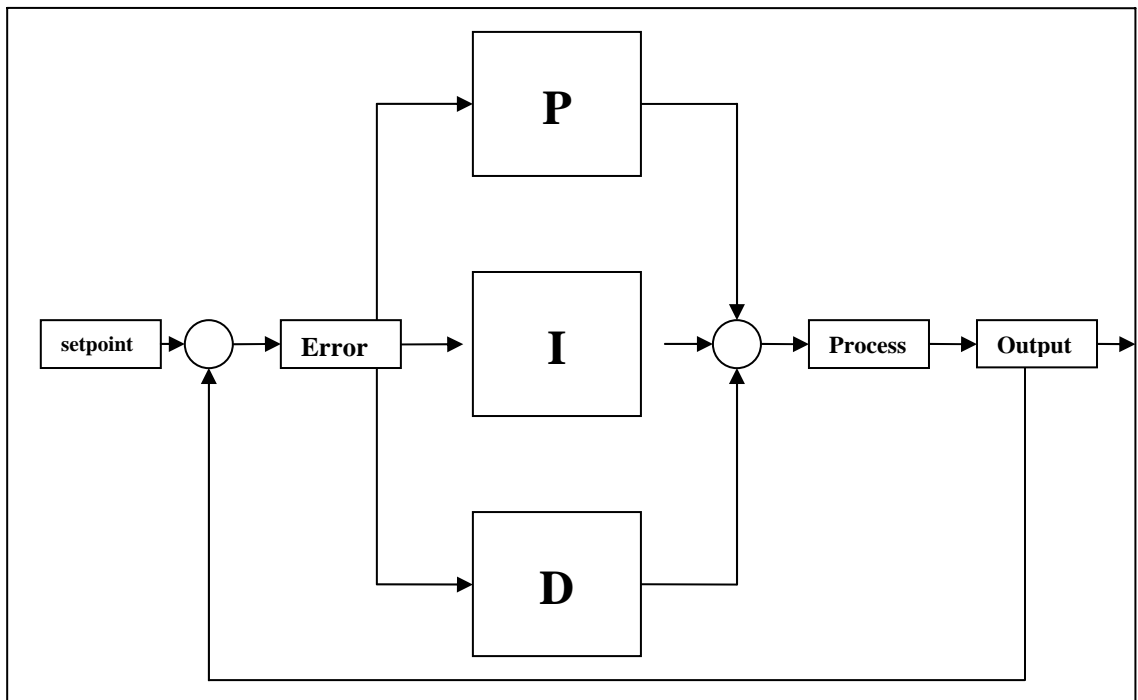 P
setpoint
Error
I
Process
Output
D